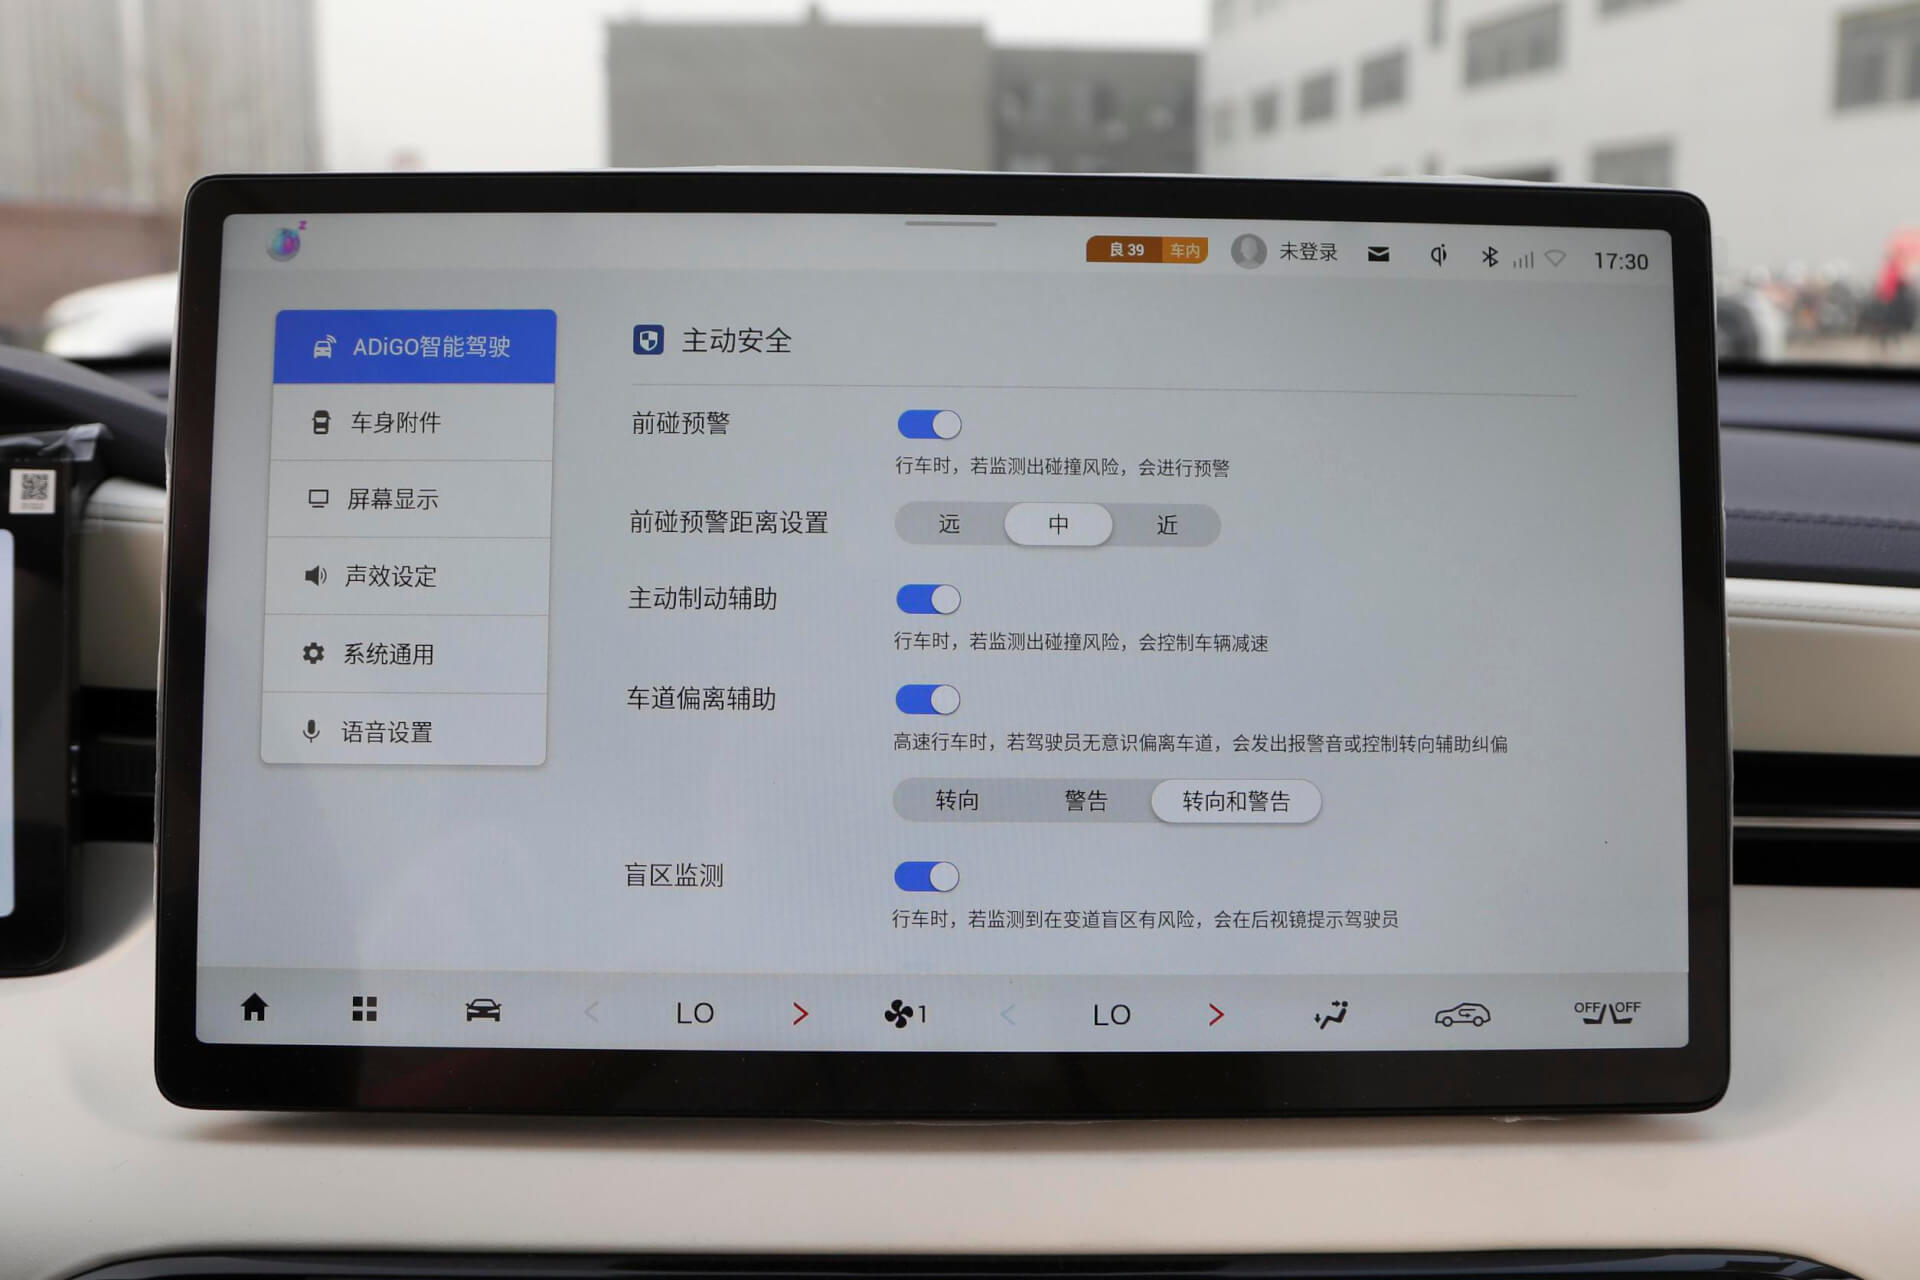 z
良 39 车内 未登录 17:30
ADiGO智能驾驶
车身附件
屏幕显示
声效设定
系统通用
语音设置
主动安全
前碰预警
行车时，若监测出碰撞风险，会进行预警
前碰预警距离设置 远 中 近
主动制动辅助
行车时，若监测出碰撞风险，会控制车辆减速
车道偏离辅助
高速行车时，若驾驶员无意识偏离车道，会发出报警音或控制转向辅助纠偏
转向 警告 转向和警告
盲区监测
行车时，若监测到在变道盲区有风险，会在后视镜提示驾驶员
LO 1 LO OFF OFF